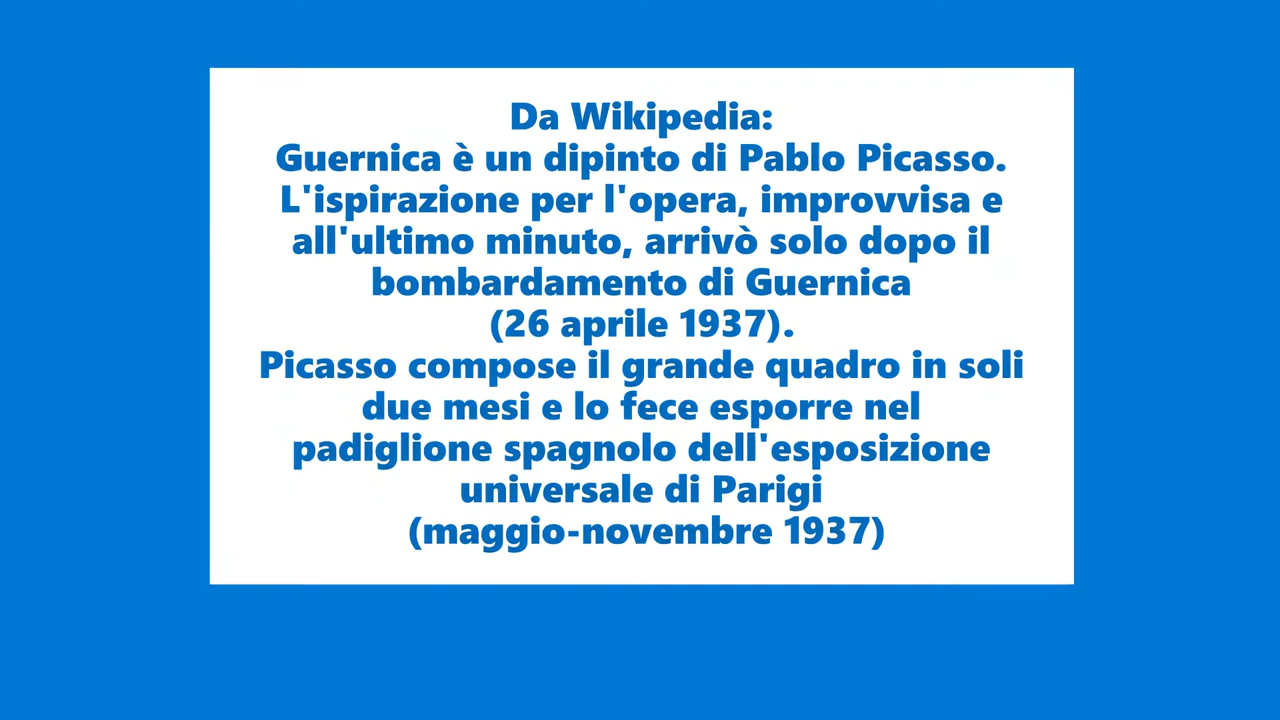 Da Wikipedia:
Guernica è un dipinto di Pablo Picasso.
L'ispirazione per l'opera, improvvisa e
all'ultimo minuto, arrivò solo dopo il
bombardamento di Guernica
(26 aprile 1937).
Picasso compose il grande quadro in soli
due mesi e lo fece esporre nel
padiglione spagnolo dell'esposizione
universale di Parigi
(maggio-novembre 1937)